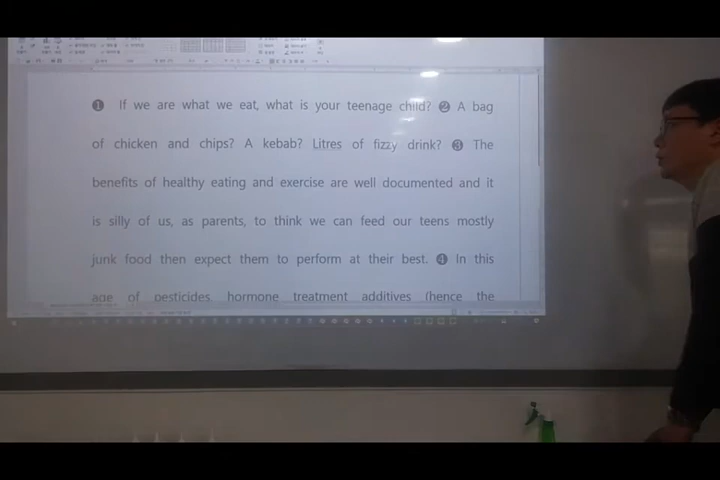 ❶ If we are what we eat, what is your teenage child? ❷ A bag
of chicken and chips? A kebab? Litres of fizzy drink? ❸ The
benefits of healthy eating and exercise are well documented and it
is silly of us, as parents, to think we can feed our teens mostly
junk food then expect them to perform at their best. ❹ In this
age of pesticides, hormone treatment additives (hence the